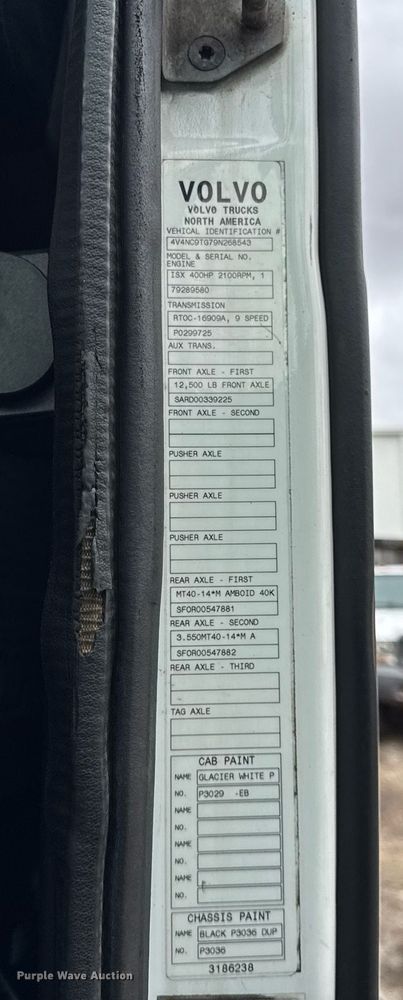 VOLVO
VOLVO TRUCKS
NORTH AMERICA
VEHICAL IDENTIFICATION #
4V4NC9TG79N268543
MODEL & SERIAL NO.
ENGINE
ISX 400HP 2100RPM, 1
79289580
TRANSMISSION
RTOC-16909A, 9 SPEED
P0299725
AUX TRANS.
FRONT AXLE - FIRST
12,500 LB FRONT AXLE
SARD00339225
FRONT AXLE - SECOND
PUSHER AXLE
PUSHER AXLE
PUSHER AXLE
REAR AXLE - FIRST
MT40-14*M AMBOID 40K
SFOR00547881
REAR AXLE - SECOND
3.550MT40-14*M A
SFOR00547882
REAR AXLE - THIRD
TAG AXLE
CAB PAINT
NAME GLACIER WHITE P
NO. P3029 -EB
NAME
NO.
NAME
NO.
NAME
NO.
CHASSIS PAINT
NAME BLACK P3036 DUP
NO. P3036
3186238
Purple Wave Auction